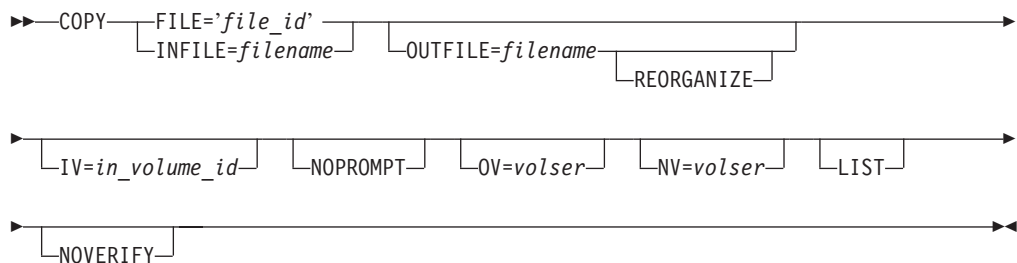 COPY FILE='file_id'
INFILE=filename OUTFILE=filename
REORGANIZE
IV=in_volume_id NOPROMPT OV=volser NV=volser LIST
NOVERIFY